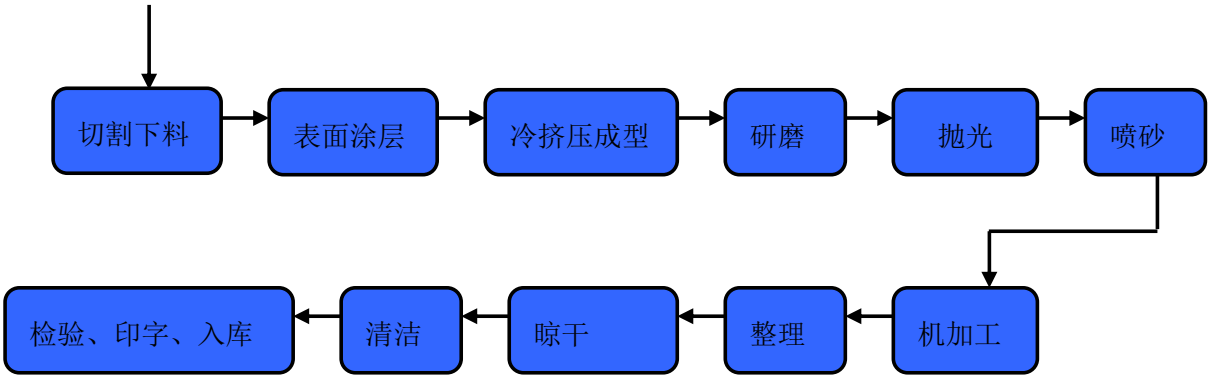 切割下料
表面涂层
冷挤压成型
研磨
抛光
喷砂
机加工
整理
晾干
清洁
检验、印字、入库